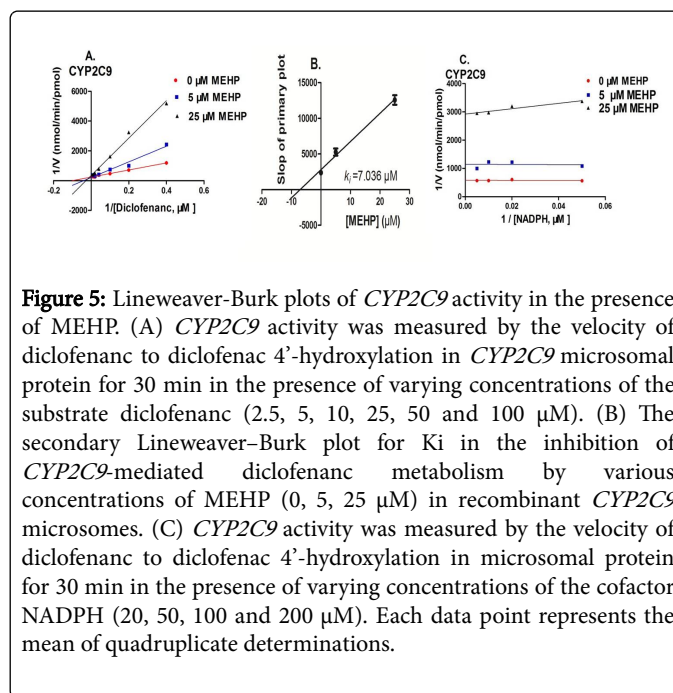 A.
CYP2C9
0 µM MEHP
5 µM MEHP
25 µM MEHP
6000
4000
2000
-2000
-0.2
0.2
0.4
0.6
1/V (nmol/min/pmol)
1/[Diclofenanc, µM ]
B.
15000
10000
5000
-5000
-20
-10
0
10
20
30
Slop of primary plot
ki =7.036 µM
[MEHP] (µM)
C.
CYP2C9
0 µM MEHP
5 µM MEHP
25 µM MEHP
4000
3000
2000
1000
0
0.00
0.05
0.10
1/V (nmol/min/pmol)
1 / [NADPH, µM ]
Figure 5: Lineweaver-Burk plots of CYP2C9 activity in the presence
of MEHP. (A) CYP2C9 activity was measured by the velocity of
diclofenanc to diclofenac 4’-hydroxylation in CYP2C9 microsomal
protein for 30 min in the presence of varying concentrations of the
substrate diclofenanc (2.5, 5, 10, 25, 50 and 100 µM). (B) The
secondary Lineweaver–Burk plot for Ki in the inhibition of
CYP2C9-mediated diclofenanc metabolism by various
concentrations of MEHP (0, 5, 25 µM) in recombinant CYP2C9
microsomes. (C) CYP2C9 activity was measured by the velocity of
diclofenanc to diclofenac 4’-hydroxylation in microsomal protein
for 30 min in the presence of varying concentrations of the cofactor
NADPH (20, 50, 100 and 200 µM). Each data point represents the
mean of quadruplicate determinations.